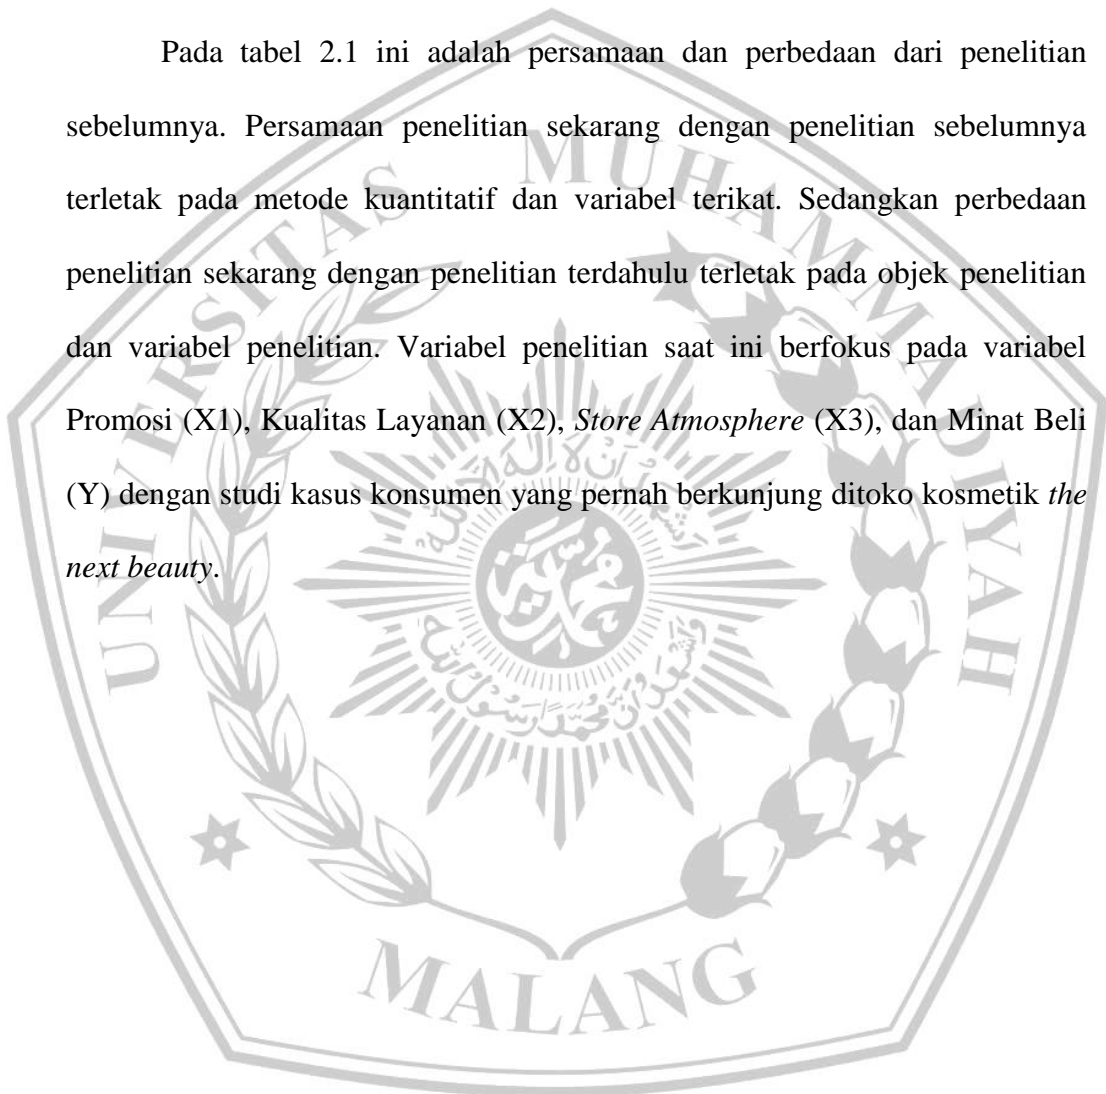 Pada tabel 2.1 ini adalah persamaan dan perbedaan dari penelitian
sebelumnya. Persamaan penelitian sekarang dengan penelitian sebelumnya
terletak pada metode kuantitatif dan variabel terikat. Sedangkan perbedaan
penelitian sekarang dengan penelitian terdahulu terletak pada objek penelitian
dan variabel penelitian. Variabel penelitian saat ini berfokus pada variabel
Promosi (X1), Kualitas Layanan (X2), Store Atmosphere (X3), dan Minat Beli
(Y) dengan studi kasus konsumen yang pernah berkunjung ditoko kosmetik the
next beauty.
UNIVERSITAS MUHAMMADIYAH
MALANG